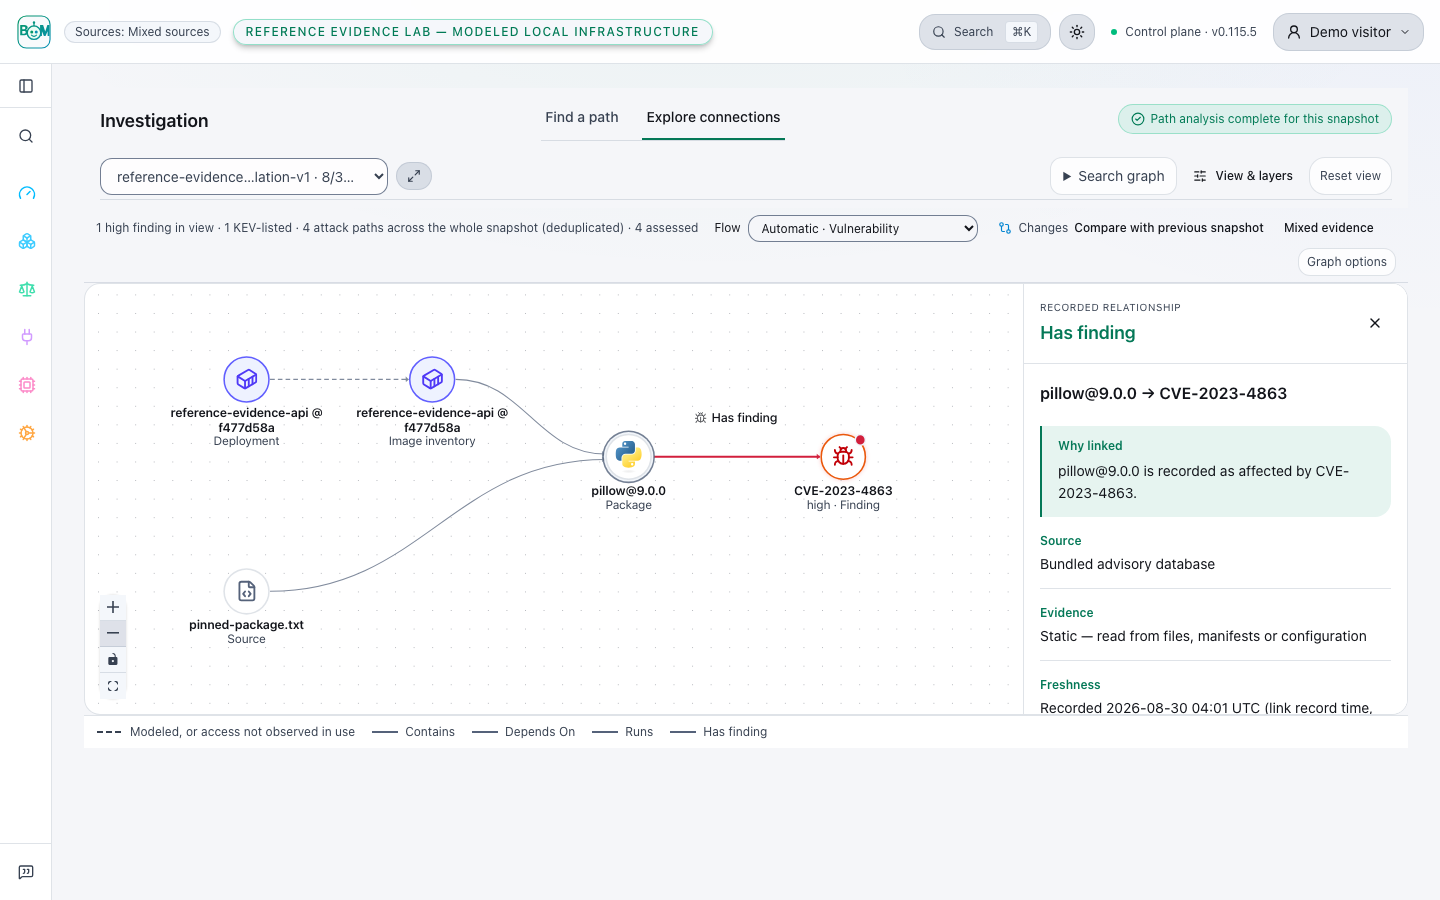 BOM
Sources: Mixed sources
REFERENCE EVIDENCE LAB — MODELED LOCAL INFRASTRUCTURE
Search ⌘K
Control plane · v0.115.5
Demo visitor
Investigation
Find a path
Explore connections
Path analysis complete for this snapshot
reference-evidence...lation-v1 · 8/3...
Search graph
View & layers
Reset view
1 high finding in view · 1 KEV-listed · 4 attack paths across the whole snapshot (deduplicated) · 4 assessed
Flow
Automatic · Vulnerability
Changes Compare with previous snapshot
Mixed evidence
Graph options
reference-evidence-api @
f477d58a
Deployment
reference-evidence-api @
f477d58a
Image inventory
Has finding
pillow@9.0.0
Package
CVE-2023-4863
high · Finding
pinned-package.txt
Source
RECORDED RELATIONSHIP
Has finding
pillow@9.0.0 → CVE-2023-4863
Why linked
pillow@9.0.0 is recorded as affected by CVE-
2023-4863.
Source
Bundled advisory database
Evidence
Static — read from files, manifests or configuration
Freshness
Recorded 2026-08-30 04:01 UTC (link record time,
Modeled, or access not observed in use
Contains
Depends On
Runs
Has finding